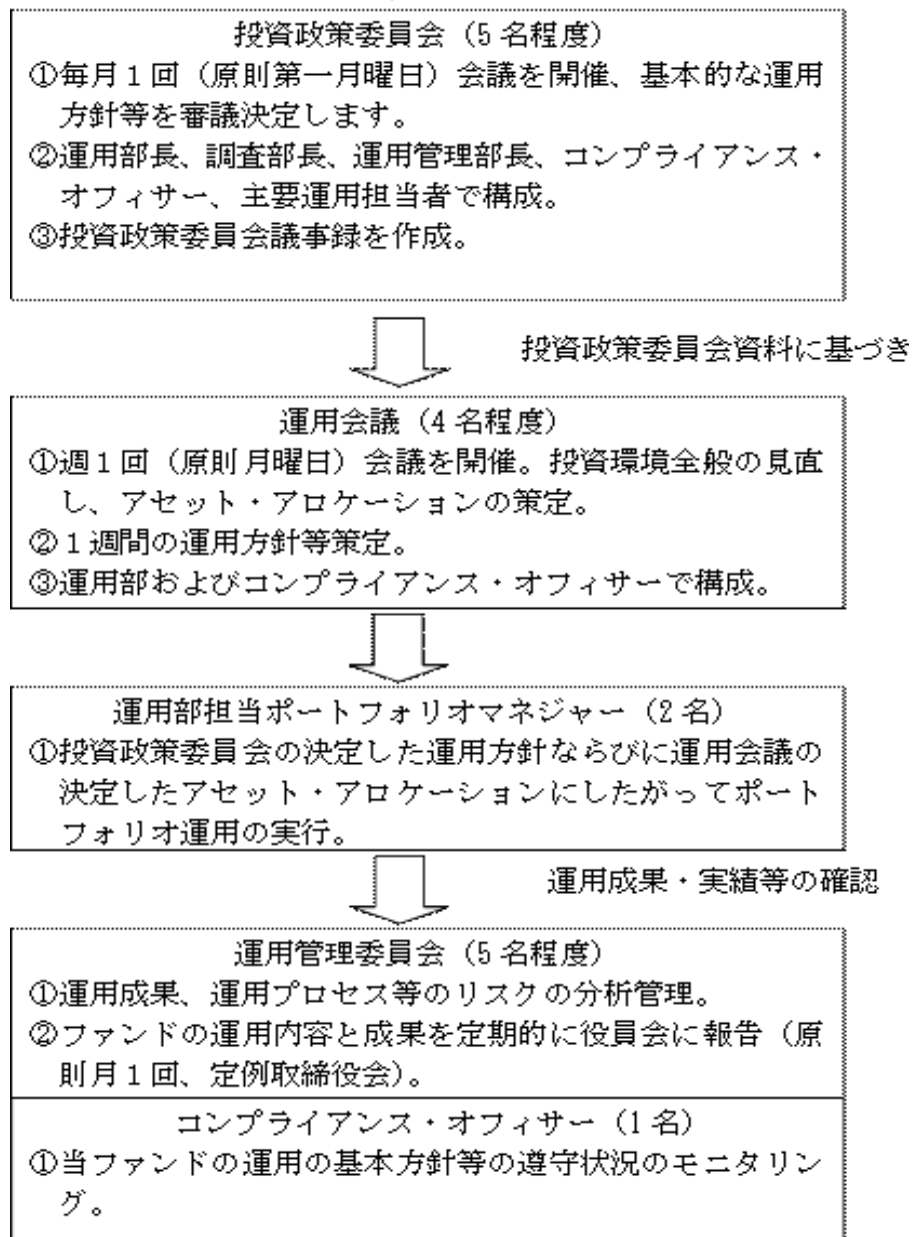 投資政策委員会（5名程度）
①毎月1回（原則第一月曜日）会議を開催、基本的な運用
方針等を審議決定します。
②運用部長、調査部長、運用管理部長、コンプライアンス・
オフィサー、主要運用担当者で構成。
③投資政策委員会議事録を作成。
投資政策委員会資料に基づき
運用会議（4名程度）
①週1回（原則月曜日）会議を開催。投資環境全般の見直
し、アセット・アロケーションの策定。
②1週間の運用方針等策定。
③運用部およびコンプライアンス・オフィサーで構成。
運用部担当ポートフォリオマネジャー（2名）
①投資政策委員会の決定した運用方針ならびに運用会議の
決定したアセット・アロケーションにしたがってポート
フォリオ運用の実行。
運用成果・実績等の確認
運用管理委員会（5名程度）
①運用成果、運用プロセス等のリスクの分析管理。
②ファンドの運用内容と成果を定期的に役員会に報告（原
則月1回、定例取締役会）。
コンプライアンス・オフィサー（1名）
①当ファンドの運用の基本方針等の遵守状況のモニタリン
グ。